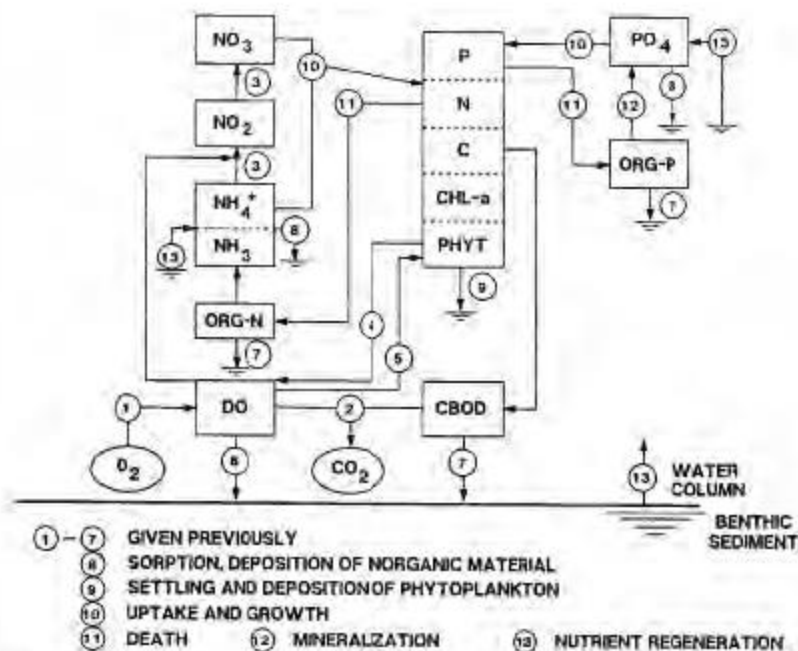 NO3
P
10
PO4
13
3
10
11
N
11
12
8
NO2
3
C
ORG-P
NH4+
CHL-a
7
8
NH3
13
PHYT
9
ORG-N
4
7
5
1
DO
2
CBOD
O2
6
CO2
7
13
WATER
COLUMN
BENTHIC
SEDIMENT
1 – 7 GIVEN PREVIOUSLY
8 SORPTION, DEPOSITION OF NORGANIC MATERIAL
9 SETTLING AND DEPOSITION OF PHYTOPLANKTON
10 UPTAKE AND GROWTH
11 DEATH 12 MINERALZATION 13 NUTRIENT REGENERATION